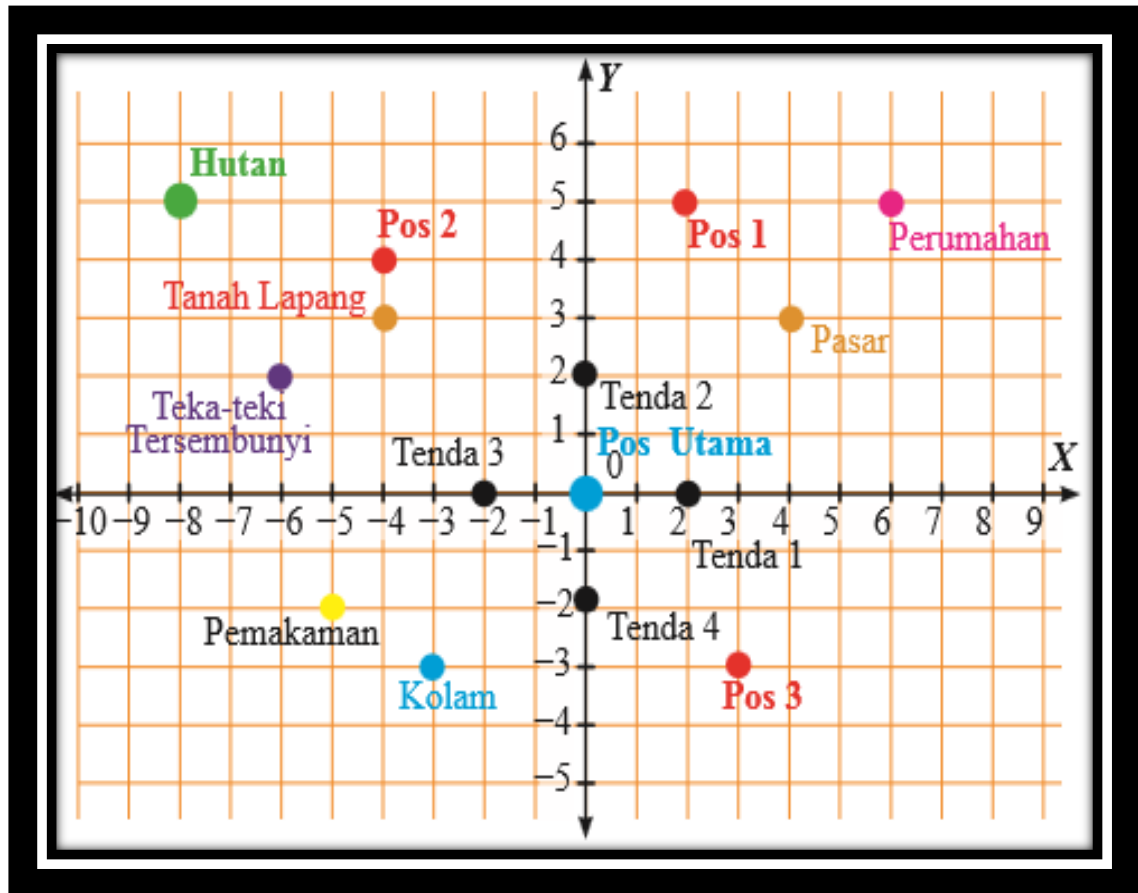 Y
6
Hutan
5
Pos 2
Pos 1
Perumahan
4
Tanah Lapang
3
Pasar
2
Teka-teki
Tersembunyi
Tenda 2
1
Pos Utama
Tenda 3
0
X
–10 –9 –8 –7 –6 –5 –4 –3 –2 –1 1 2 3 4 5 6 7 8 9
–1
Tenda 1
–2
Pemakaman
Tenda 4
–3
Kolam
Pos 3
–4
–5